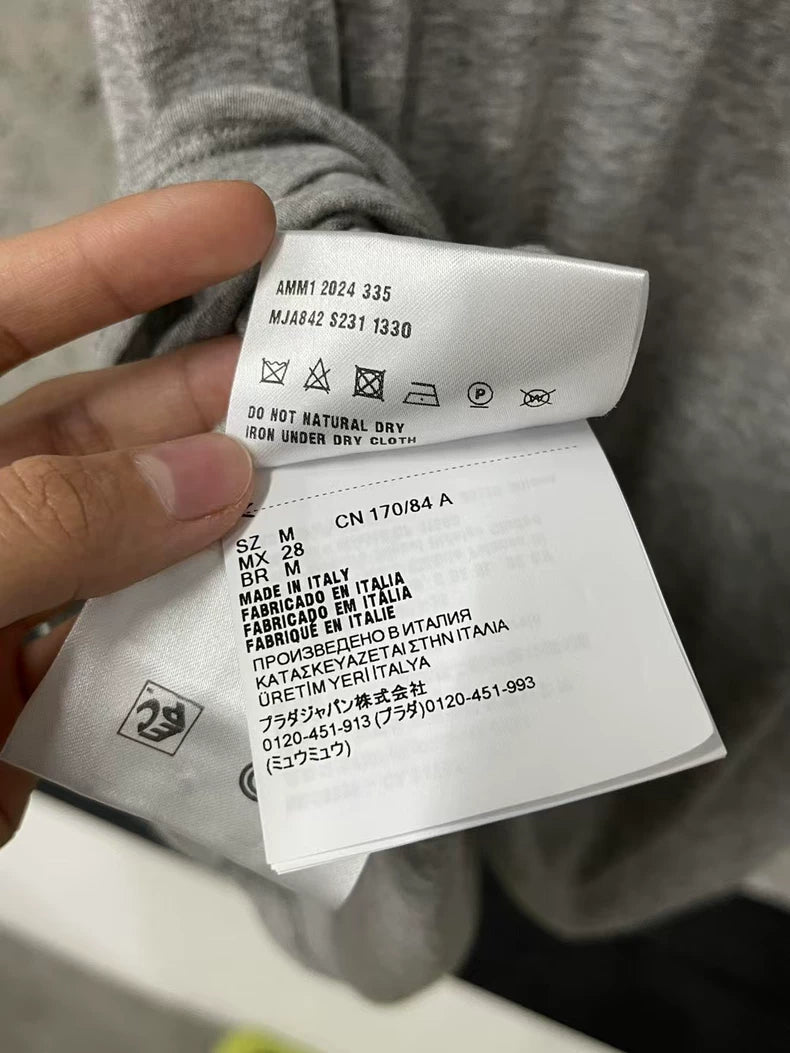 AMM1 2024 335
MJA842 S231 1330
P
W
DO NOT NATURAL DRY
IRON UNDER DRY CLOTH
SZ M CN 170/84 A
MX 28
BR M
MADE IN ITALY
FABRICADO EN ITALIA
FABRICADO EM ITÁLIA
FABRIQUÉ EN ITALIE
ПРОИЗВЕДЕНО В ИТАЛИЯ
ΚΑΤΑΣΚΕΥΑΖΕΤΑΙ ΣΤΗΝ ΙΤΑΛΙΑ
ÜRETİM YERİ İTALYA
プラダジャパン株式会社
0120-451-913 (プラダ)0120-451-993
(ミュウミュウ)